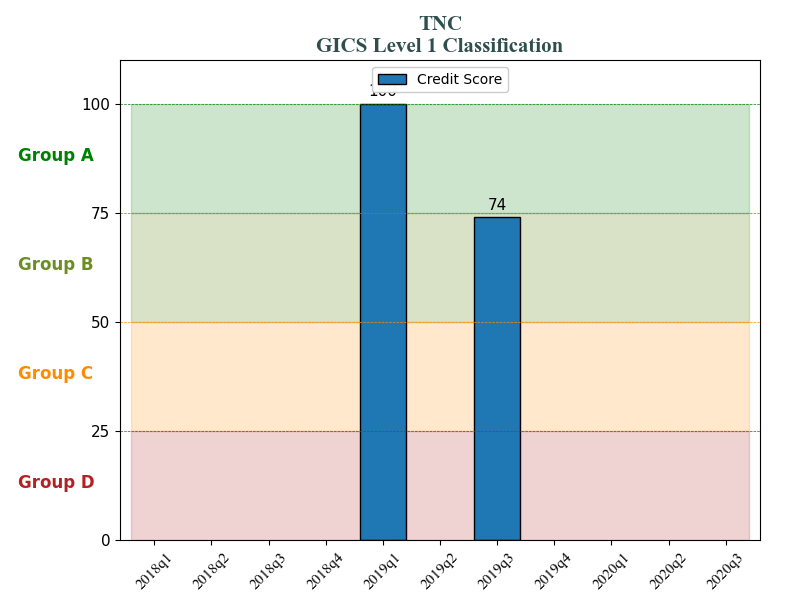 TNC
GICS Level 1 Classification
Credit Score
100
74
100
75
50
25
0
Group A
Group B
Group C
Group D
2018q1
2018q2
2018q3
2018q4
2019q1
2019q2
2019q3
2019q4
2020q1
2020q2
2020q3